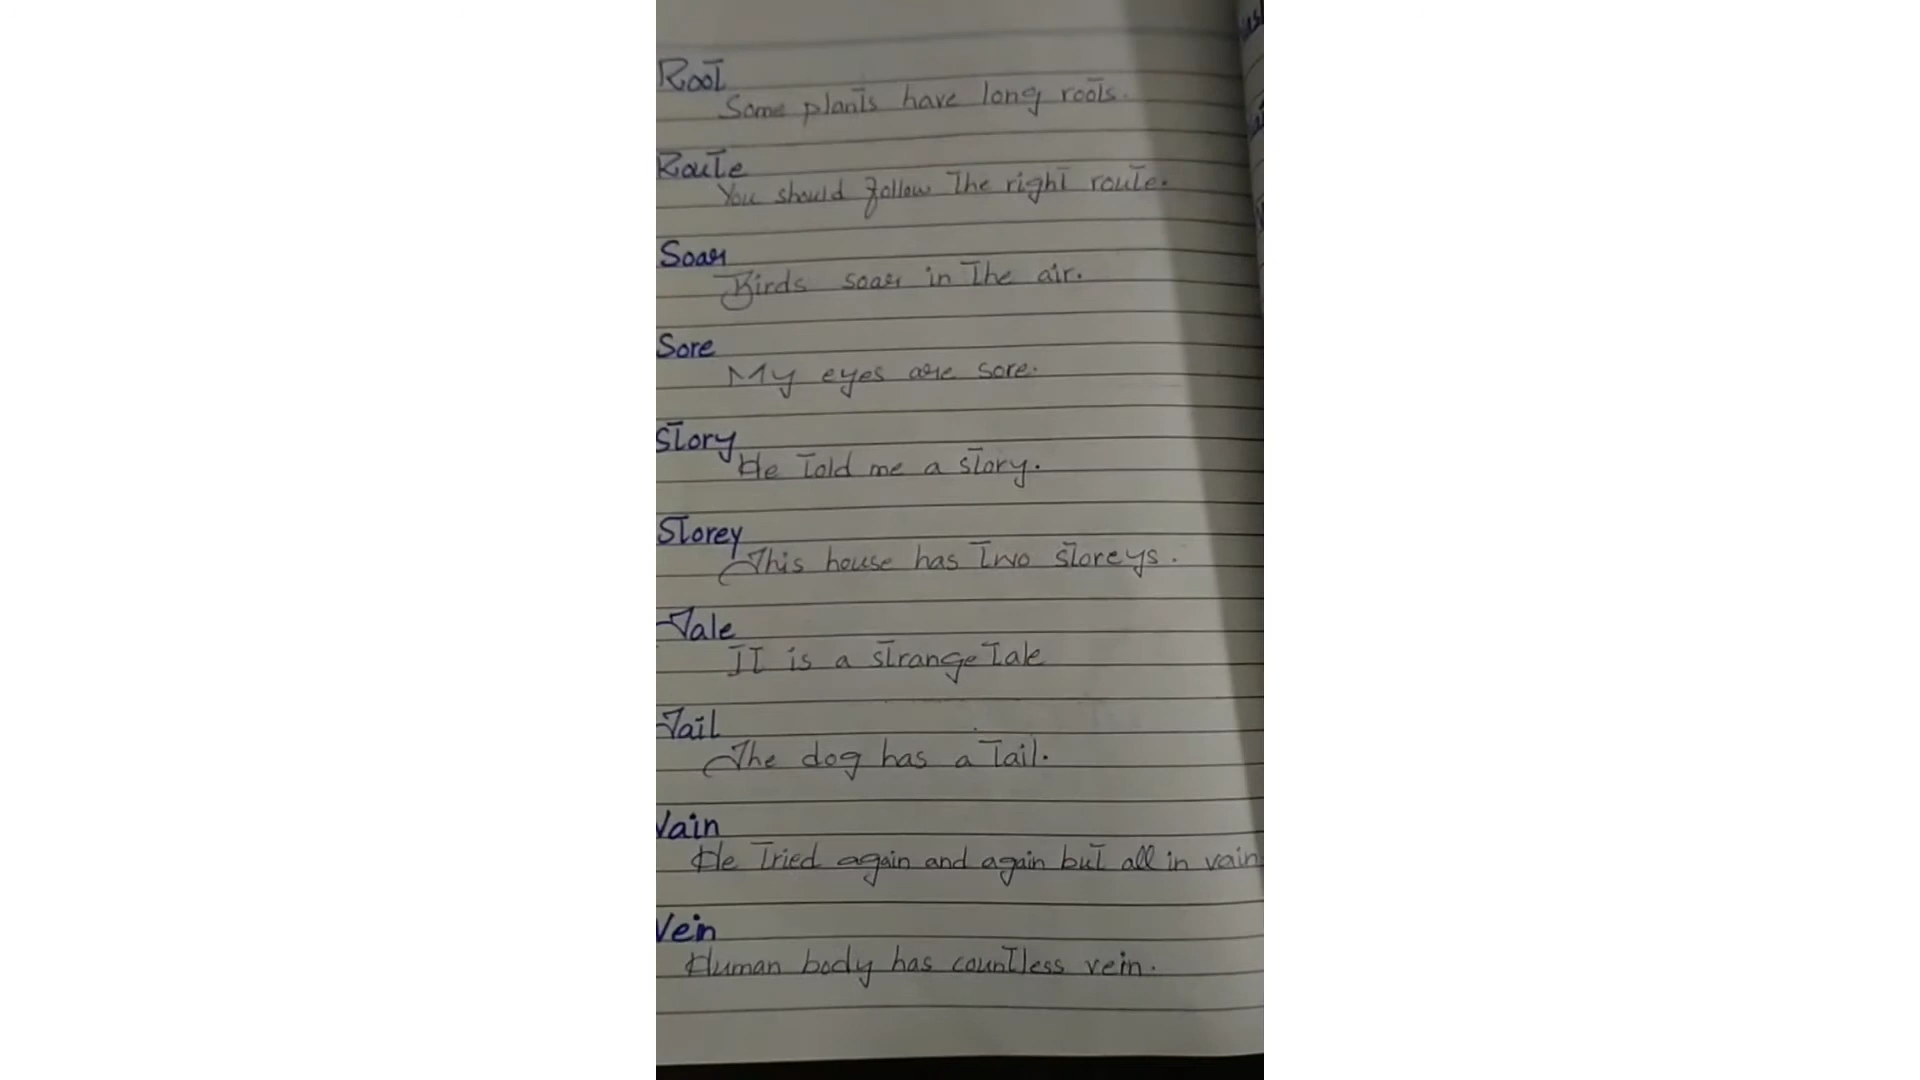 Root
Some plants have long roots.
Route
You should follow the right route.
Soar
Birds soar in the air.
Sore
My eyes are sore.
Story
He told me a story.
Storey
This house has two storeys.
Tale
It is a strange tale
Tail
The dog has a tail.
Vain
He tried again and again but all in vain
Vein
Human body has countless vein.